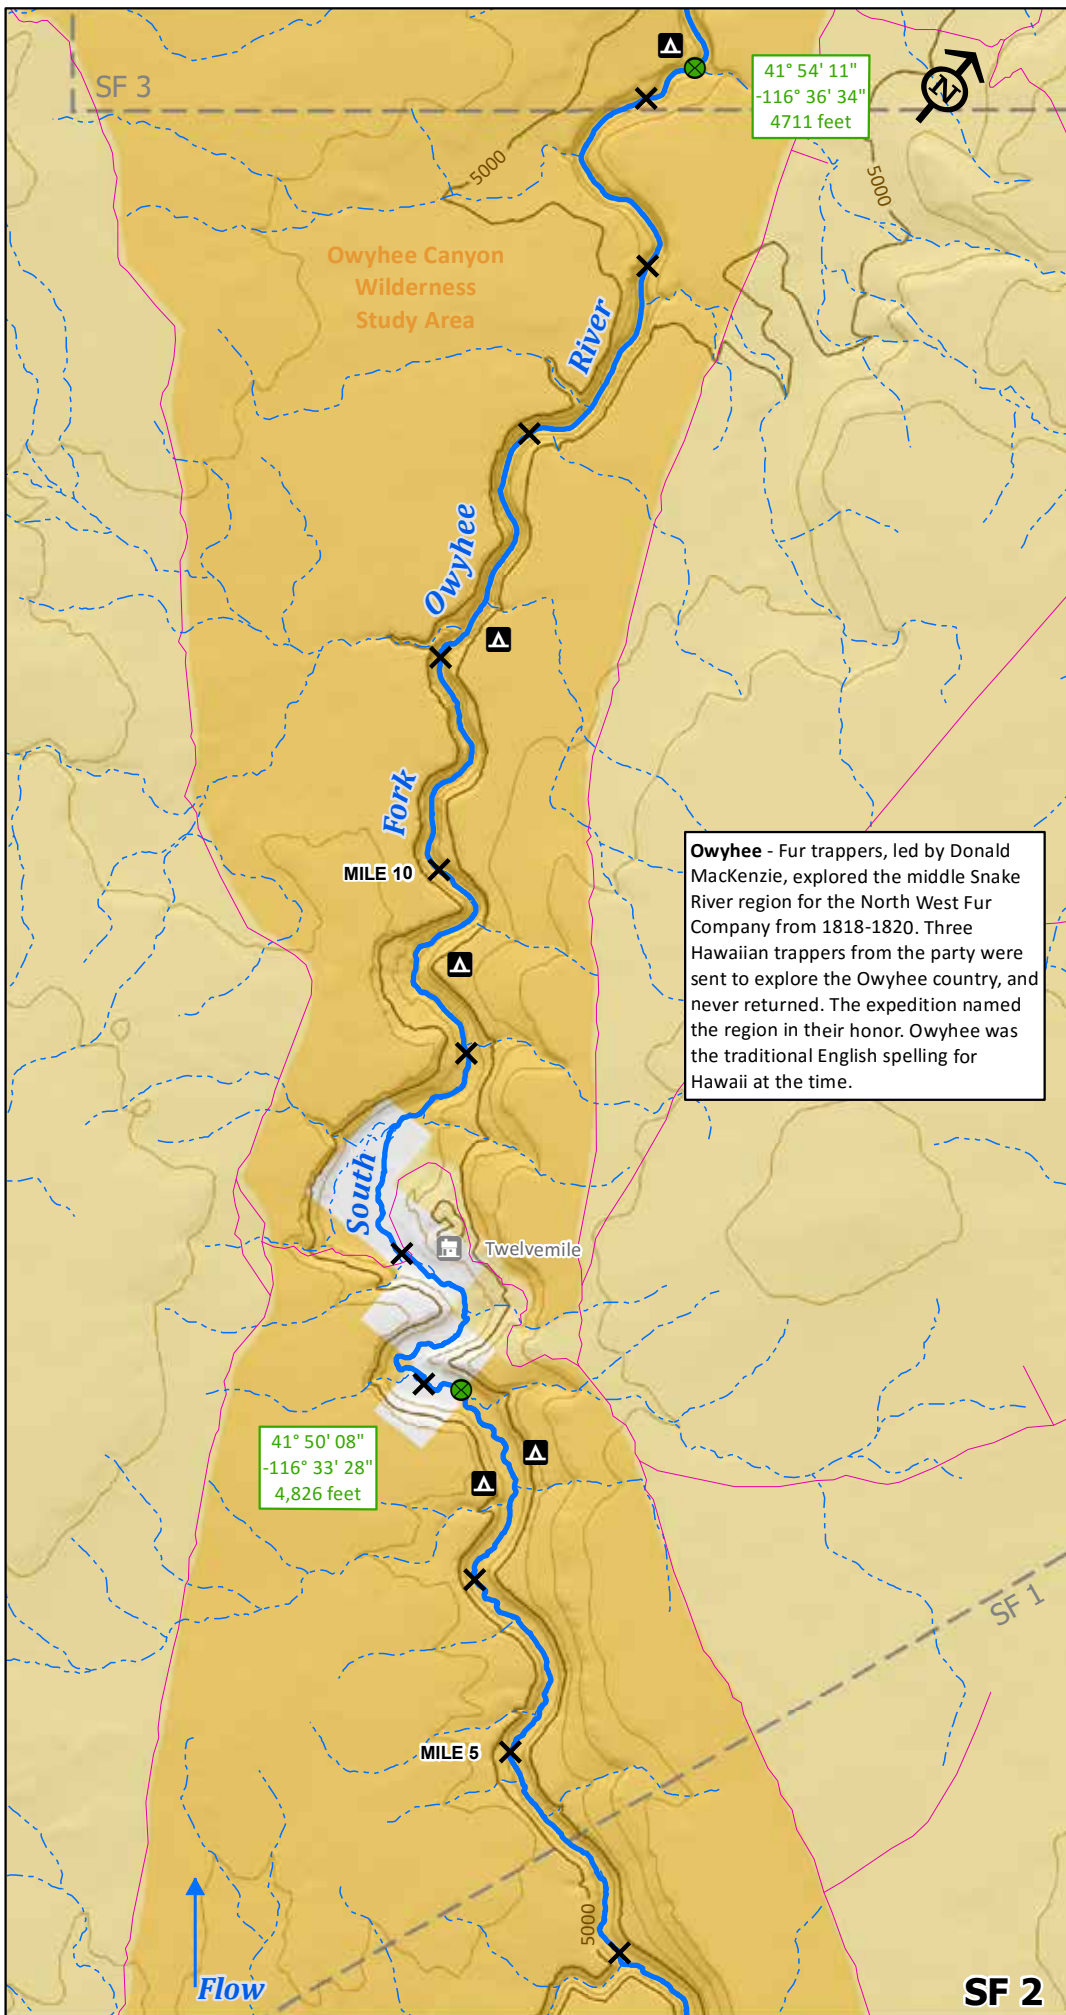 SF 3
41° 54' 11"
-116° 36' 34"
4711 feet
N
5000
5000
Owyhee Canyon
Wilderness
Study Area
River
Owyhee
Fork
MILE 10
Owyhee - Fur trappers, led by Donald
MacKenzie, explored the middle Snake
River region for the North West Fur
Company from 1818-1820. Three
Hawaiian trappers from the party were
sent to explore the Owyhee country, and
never returned. The expedition named
the region in their honor. Owyhee was
the traditional English spelling for
Hawaii at the time.
South
Twelvemile
41° 50' 08"
-116° 33' 28"
4,826 feet
SF 1
MILE 5
5000
Flow
SF 2